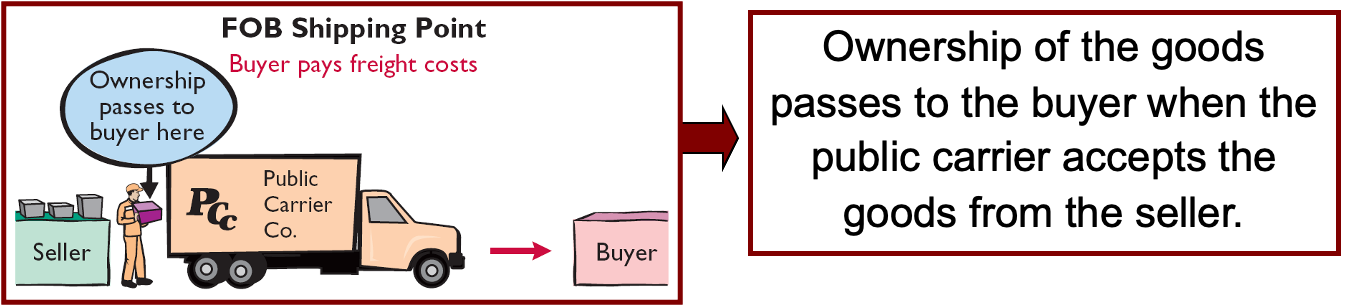 FOB Shipping Point
Buyer pays freight costs
Ownership
passes to
buyer here
PCC
Public
Carrier
Co.
Seller
Buyer
Ownership of the goods
passes to the buyer when the
public carrier accepts the
goods from the seller.